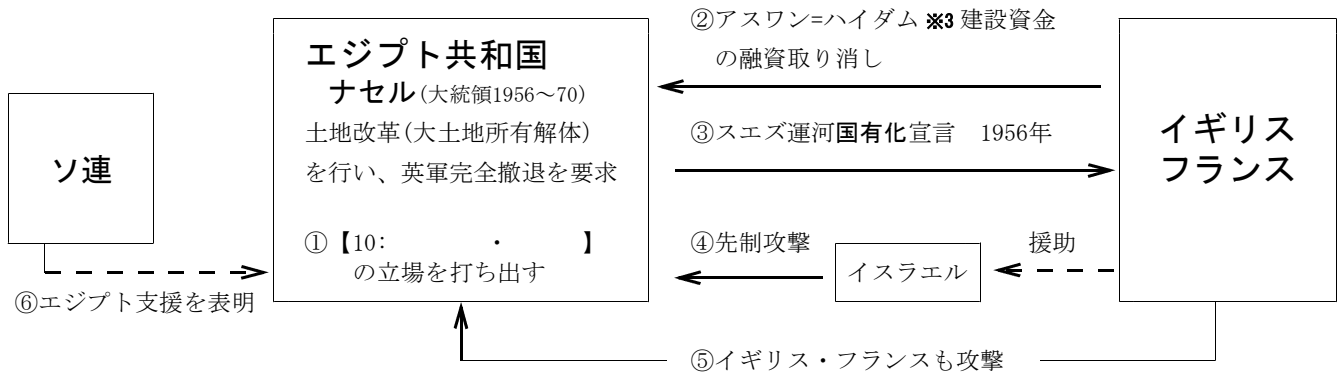 ②アスワン=ハイダム ※3 建設資金
の融資取り消し
エジプト共和国
ナセル(大統領1956～70)
土地改革(大土地所有解体)
を行い、英軍完全撤退を要求
①【10:　　　　・　　　】
の立場を打ち出す
③スエズ運河国有化宣言　1956年
イギリス
フランス
ソ連
④先制攻撃
イスラエル
援助
⑥エジプト支援を表明
⑤イギリス・フランスも攻撃